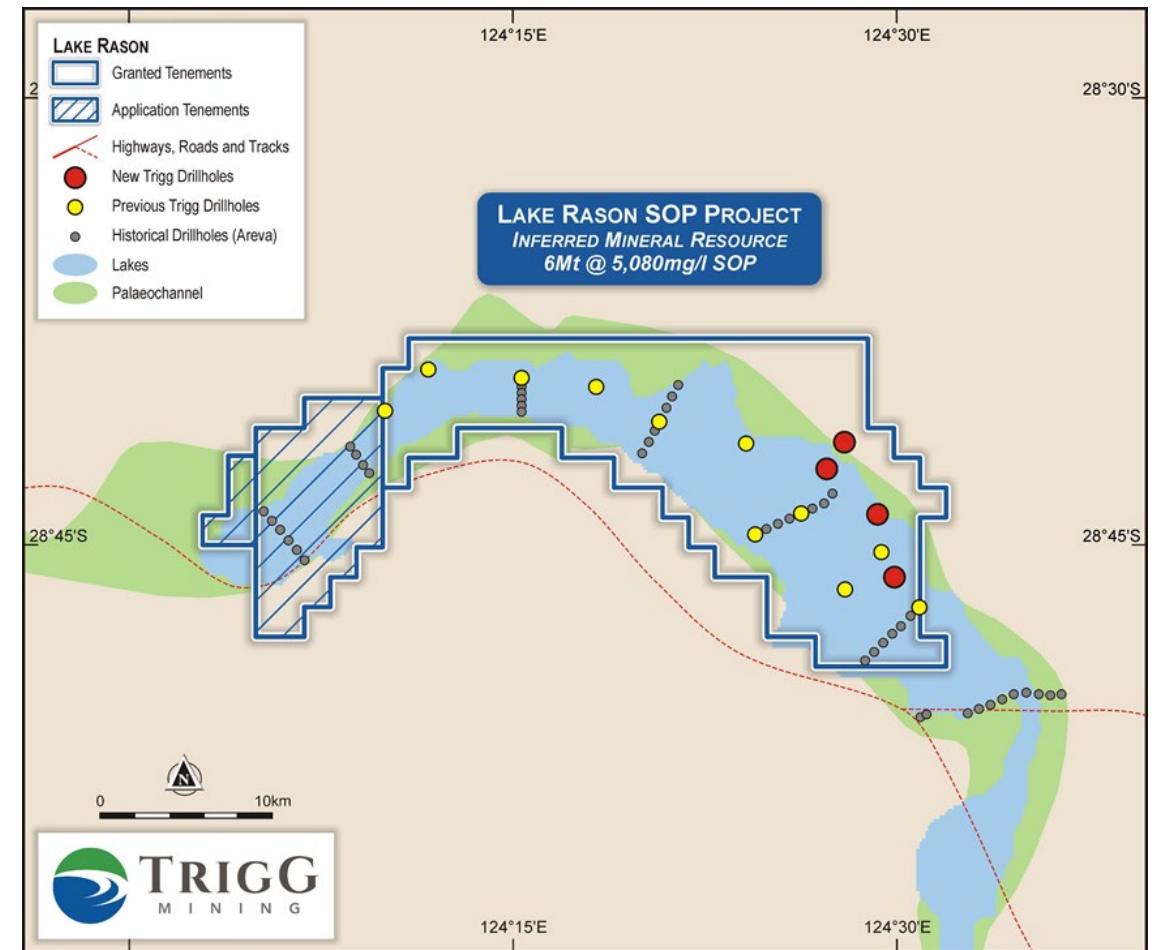 124°15'E
124°30'E
LAKE RASON
Granted Tenements
Application Tenements
Highways, Roads and Tracks
New Trigg Drillholes
Previous Trigg Drillholes
Historical Drillholes (Areva)
Lakes
Palaeochannel
2
28°30'S
LAKE RASON SOP PROJECT
INFERRED MINERAL RESOURCE
6Mt @ 5,080mg/l SOP
28°45'S
28°45'S
N
0 10km
TRIGG
MINING
124°15'E
124°30'E